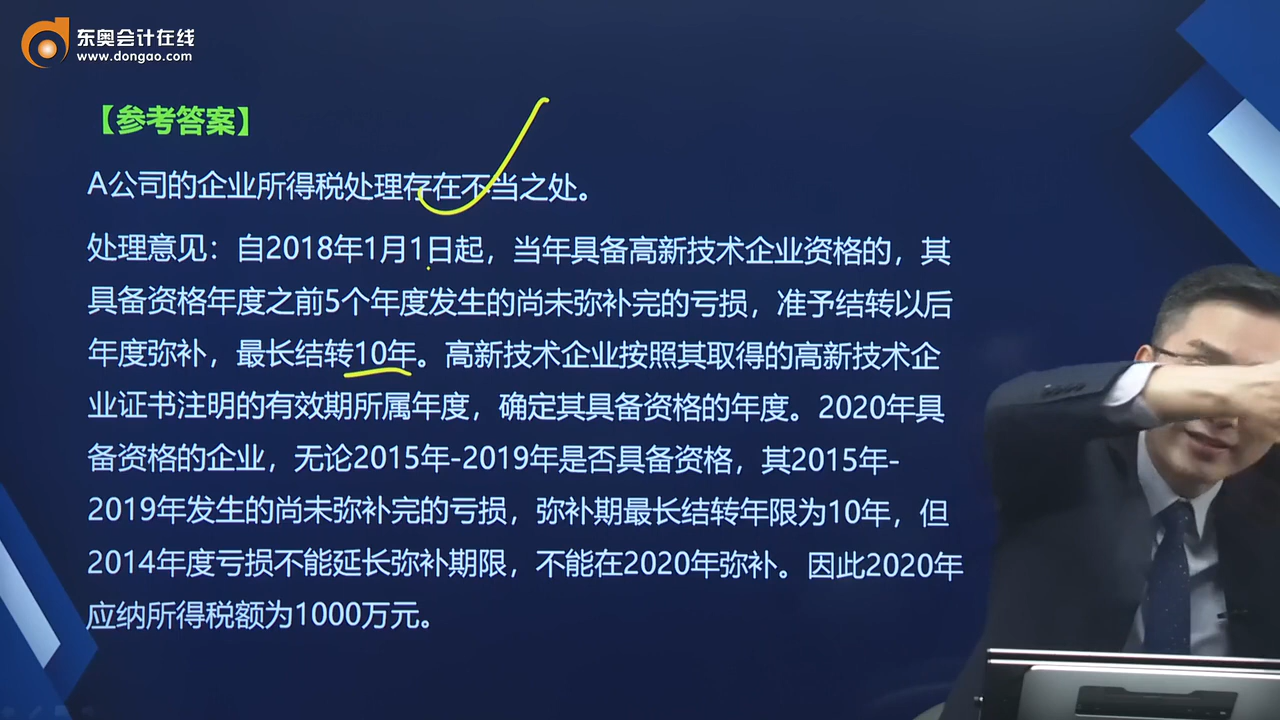 东奥会计在线
www.dongao.com
【参考答案】
A公司的企业所得税处理存在不当之处。
处理意见：自2018年1月1日起，当年具备高新技术企业资格的，其
具备资格年度之前5个年度发生的尚未弥补完的亏损，准予结转以后
年度弥补，最长结转10年。高新技术企业按照其取得的高新技术企
业证书注明的有效期所属年度，确定其具备资格的年度。2020年具
备资格的企业，无论2015年-2019年是否具备资格，其2015年-
2019年发生的尚未弥补完的亏损，弥补期最长结转年限为10年，但
2014年度亏损不能延长弥补期限，不能在2020年弥补。因此2020年
应纳所得税额为1000万元。